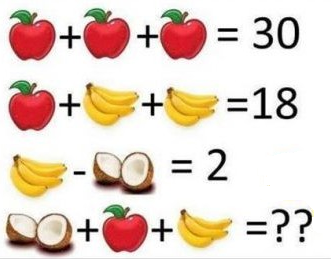 + + = 30
+ + =18
- = 2
+ + =??